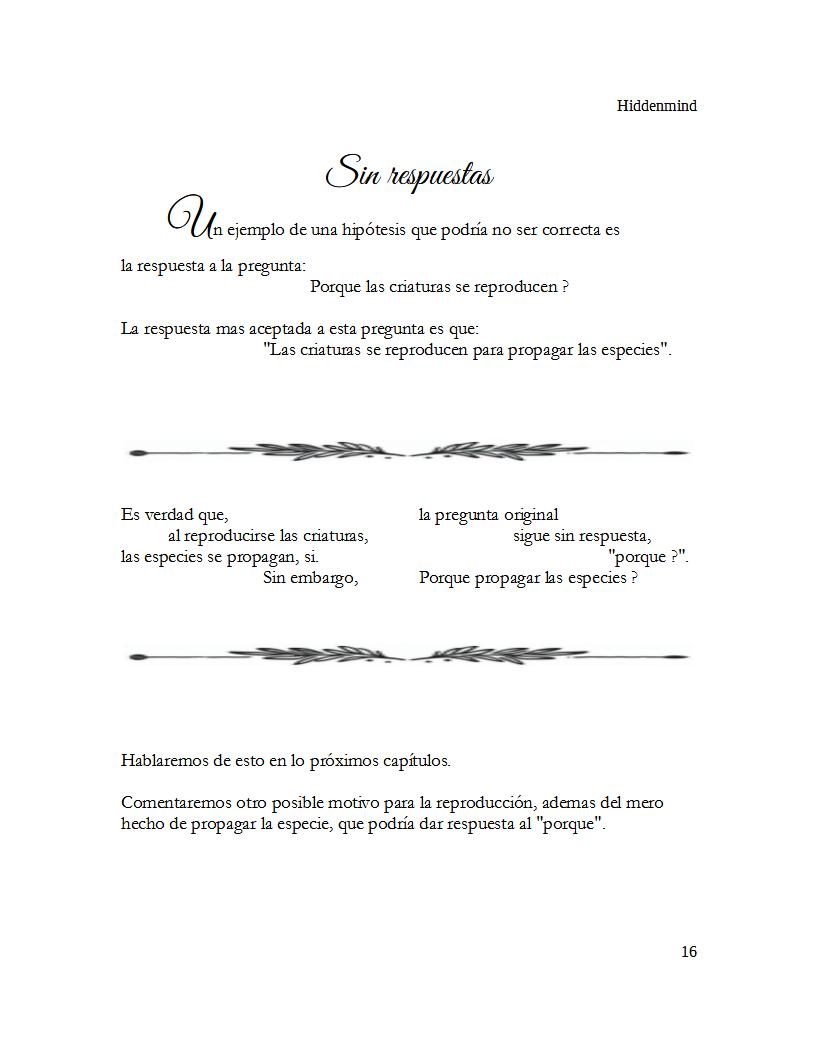 Hiddenmind
Sin respuestas
Un ejemplo de una hipótesis que podría no ser correcta es
la respuesta a la pregunta:
Porque las criaturas se reproducen ?
La respuesta mas aceptada a esta pregunta es que:
"Las criaturas se reproducen para propagar las especies".
Es verdad que,
al reproducirse las criaturas,
las especies se propagan, si.
Sin embargo,
la pregunta original
sigue sin respuesta,
"porque ?".
Porque propagar las especies ?
Hablaremos de esto en lo próximos capítulos.
Comentaremos otro posible motivo para la reproducción, ademas del mero
hecho de propagar la especie, que podría dar respuesta al "porque".
16